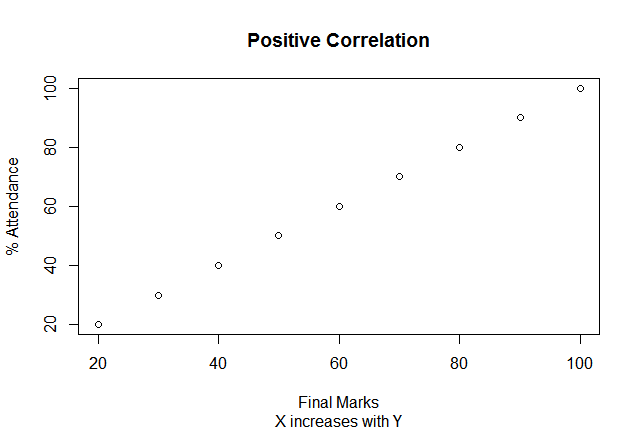 Positive Correlation
% Attendance
100
80
60
40
20
20 40 60 80 100
Final Marks
X increases with Y